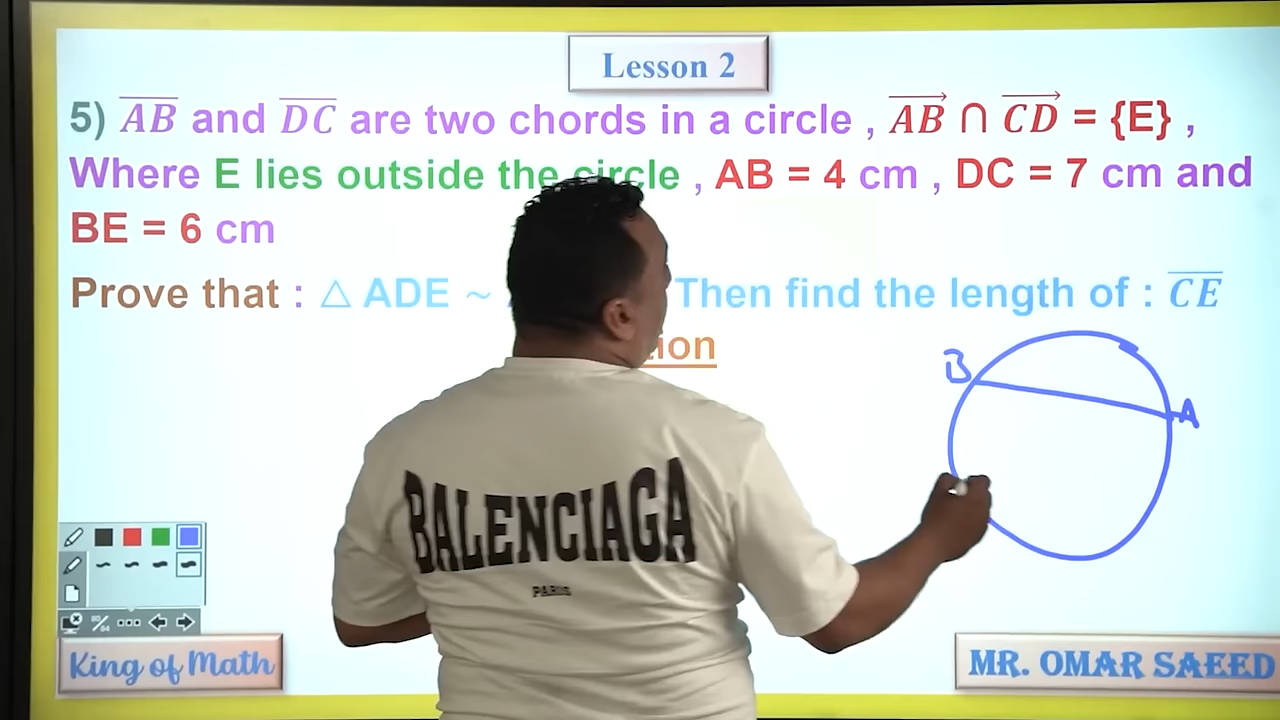 Lesson 2
5) AB and DC are two chords in a circle , AB ∩ CD = {E} ,
Where E lies outside the circle , AB = 4 cm , DC = 7 cm and
BE = 6 cm
Prove that : △ ADE ~ Then find the length of : CE
B
A
BALENCIAGA
PARIS
King of Math
MR. OMAR SAEED